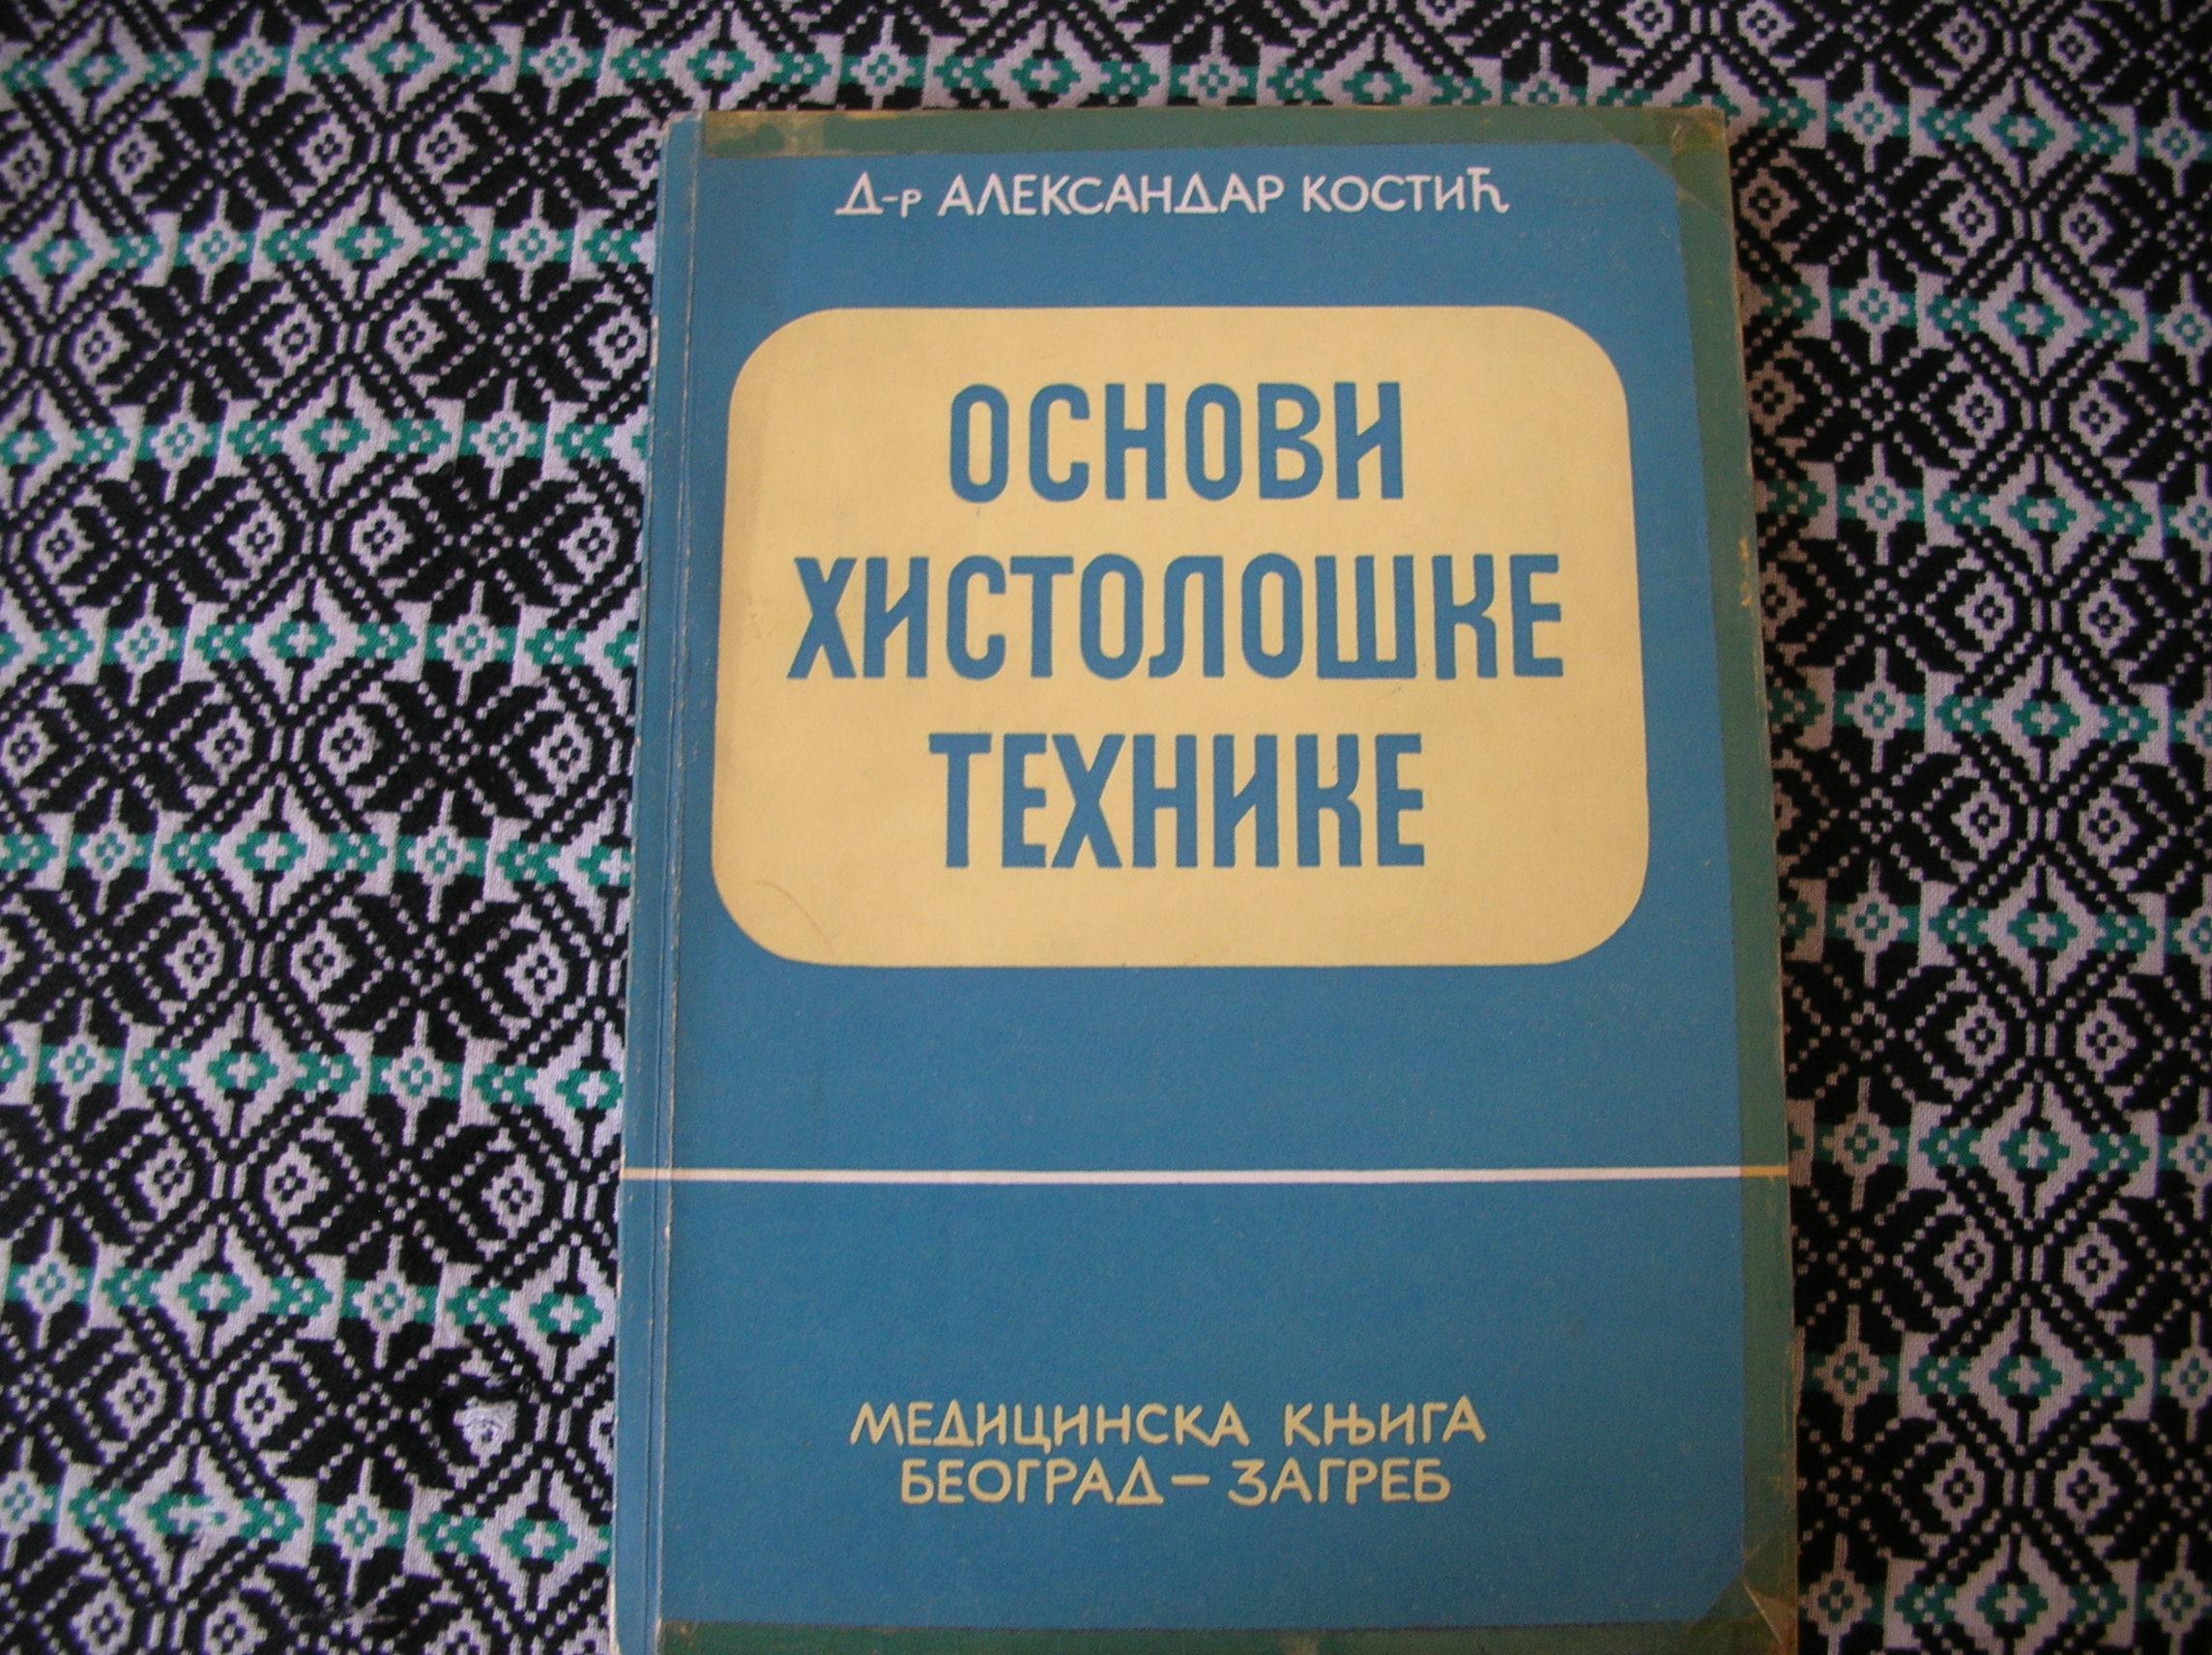 Д-р АЛЕКСАНДАР КОСТИЋ
ОСНОВИ
ХИСТОЛОШКЕ
ТЕХНИКЕ
МЕДИЦИНСКА КЊИГА
БЕОГРАД – ЗАГРЕБ